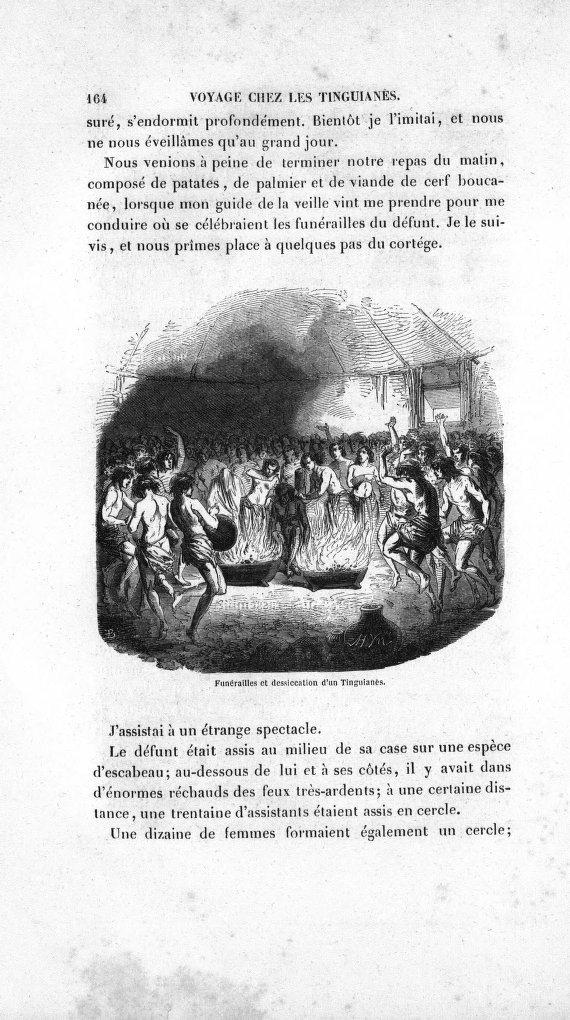 164 VOYAGE CHEZ LES TINGUIANÈS.
suré, s'endormit profondément. Bientôt je l'imitai, et nous
ne nous éveillâmes qu'au grand jour.
Nous venions à peine de terminer notre repas du matin,
composé de patates, de palmier et de viande de cerf bouca-
née, lorsque mon guide de la veille vint me prendre pour me
conduire où se célébraient les funérailles du défunt. Je le sui-
vis, et nous prîmes place à quelques pas du cortége.
Funérailles et dessiccation d'un Tinguianès.
J'assistai à un étrange spectacle.
Le défunt était assis au milieu de sa case sur une espèce
d'escabeau; au-dessous de lui et à ses côtés, il y avait dans
d'énormes réchauds des feux très-ardents; à une certaine dis-
tance, une trentaine d'assistants étaient assis en cercle.
Une dizaine de femmes formaient également un cercle;